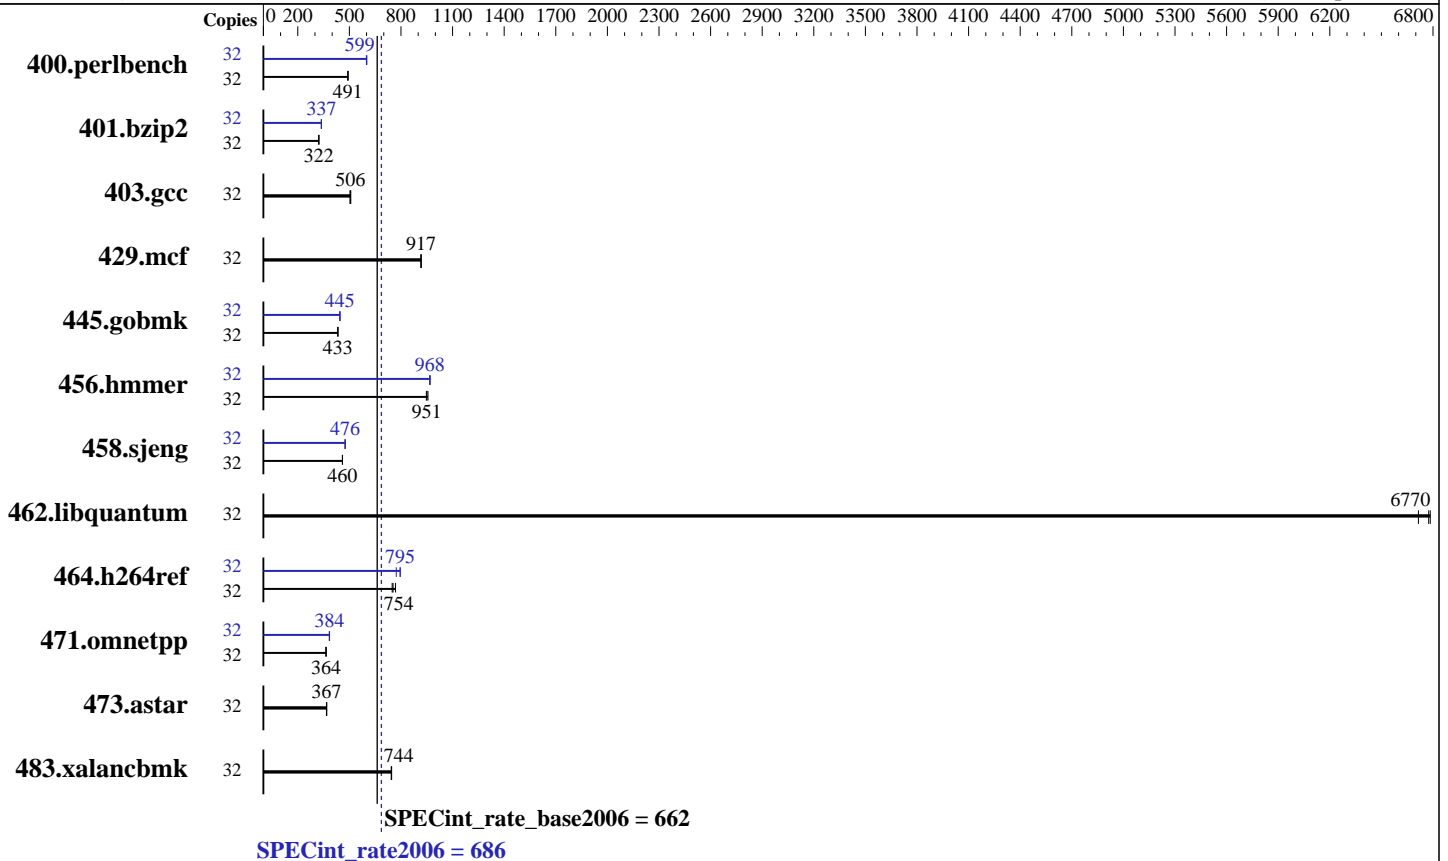 Copies 0 200 500 800 1100 1400 1700 2000 2300 2600 2900 3200 3500 3800 4100 4400 4700 5000 5300 5600 5900 6200 6800
400.perlbench 32 599
32 491
401.bzip2 32 337
32 322
403.gcc 32 506
429.mcf 32 917
445.gobmk 32 445
32 433
456.hmmer 32 968
32 951
458.sjeng 32 476
32 460
462.libquantum 32 6770
464.h264ref 32 795
32 754
471.omnetpp 32 384
32 364
473.astar 32 367
483.xalancbmk 32 744
SPECint_rate_base2006 = 662
SPECint_rate2006 = 686